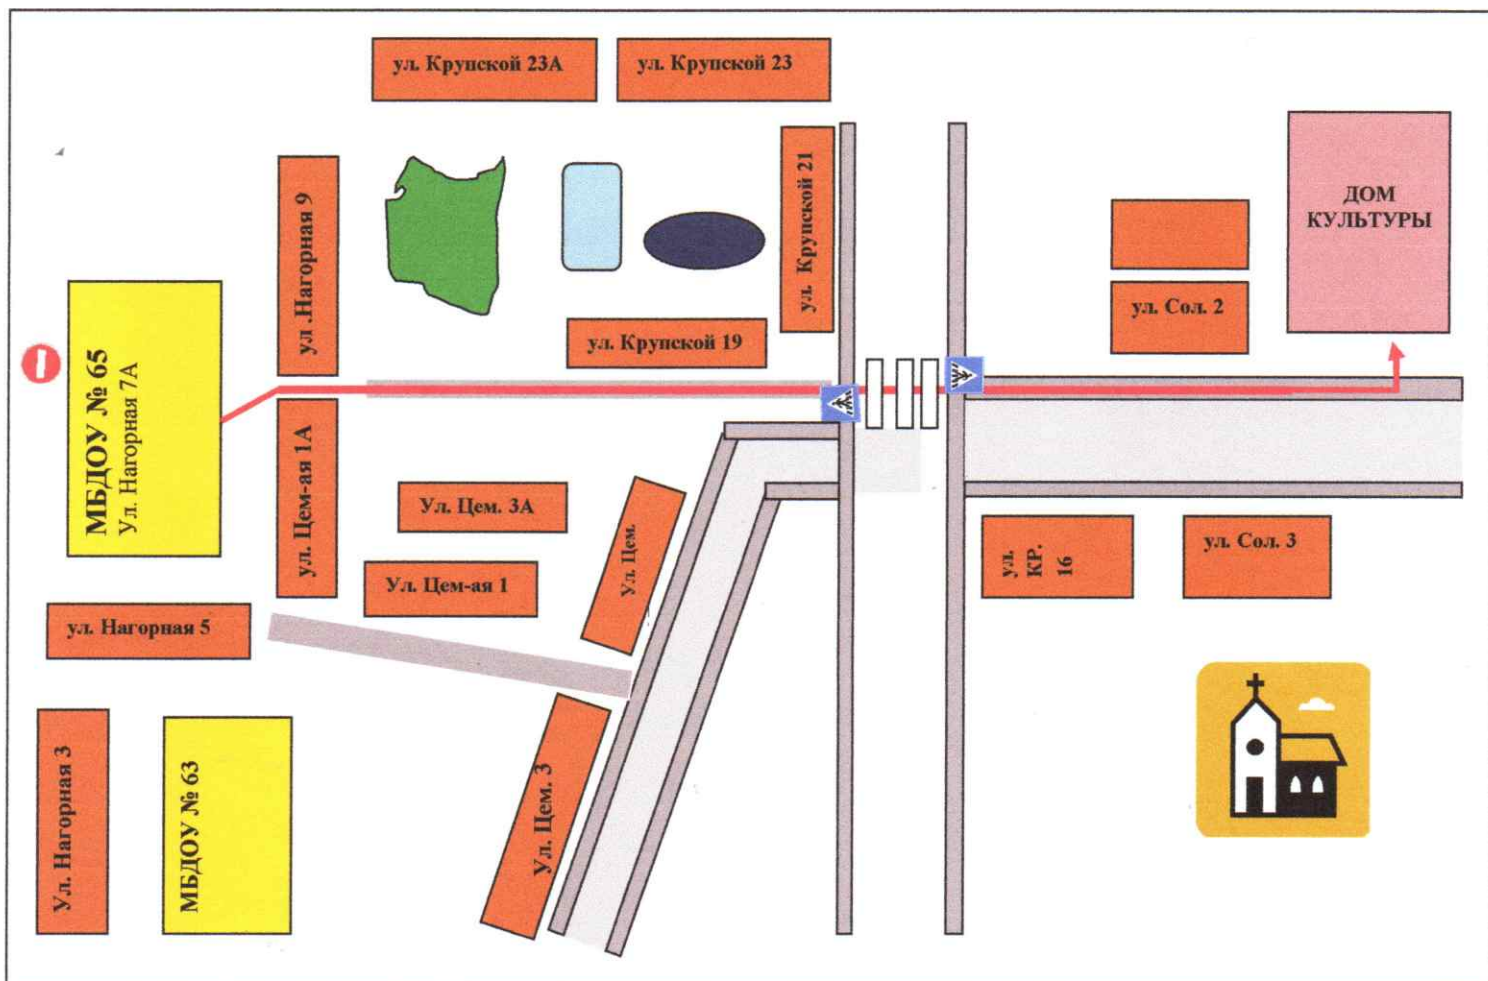 ул. Крупской 23А
ул. Крупской 23
ул .Нагорная 9
ул. Крупской 21
ДОМ
КУЛЬТУРЫ
ул. Сол. 2
ул. Крупской 19
МБДОУ № 65
Ул. Нагорная 7А
ул. Цем-ая 1А
Ул. Цем. 3А
Ул. Цем.
ул.
КР.
16
ул. Сол. 3
Ул. Цем-ая 1
ул. Нагорная 5
Ул. Нагорная 3
МБДОУ № 63
Ул. Цем. 3